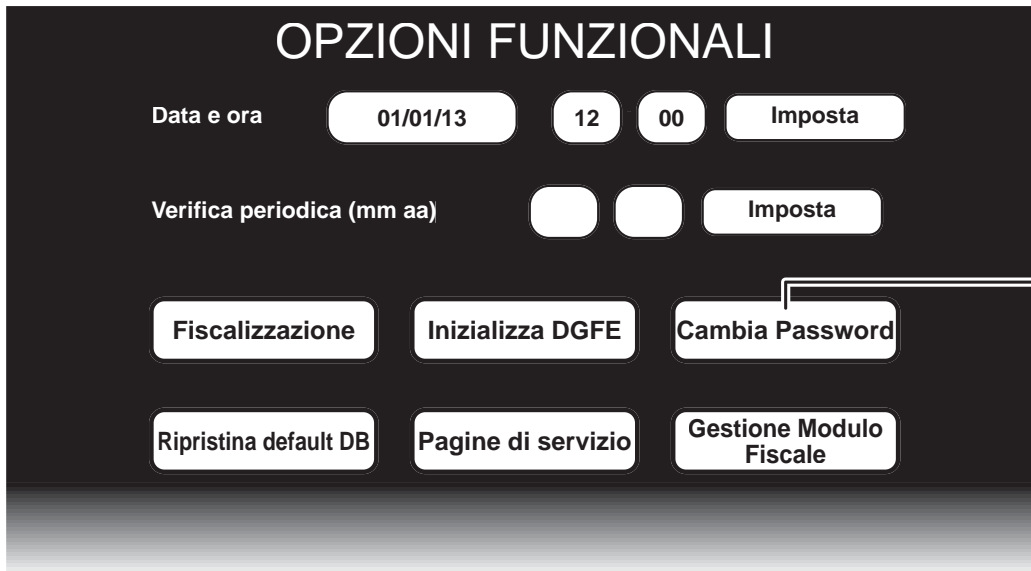 OPZIONI FUNZIONALI
Data e ora 01/01/13 12 00 Imposta
Verifica periodica (mm aa) Imposta
Fiscalizzazione Inizializza DGFE Cambia Password
Ripristina default DB Pagine di servizio Gestione Modulo
Fiscale